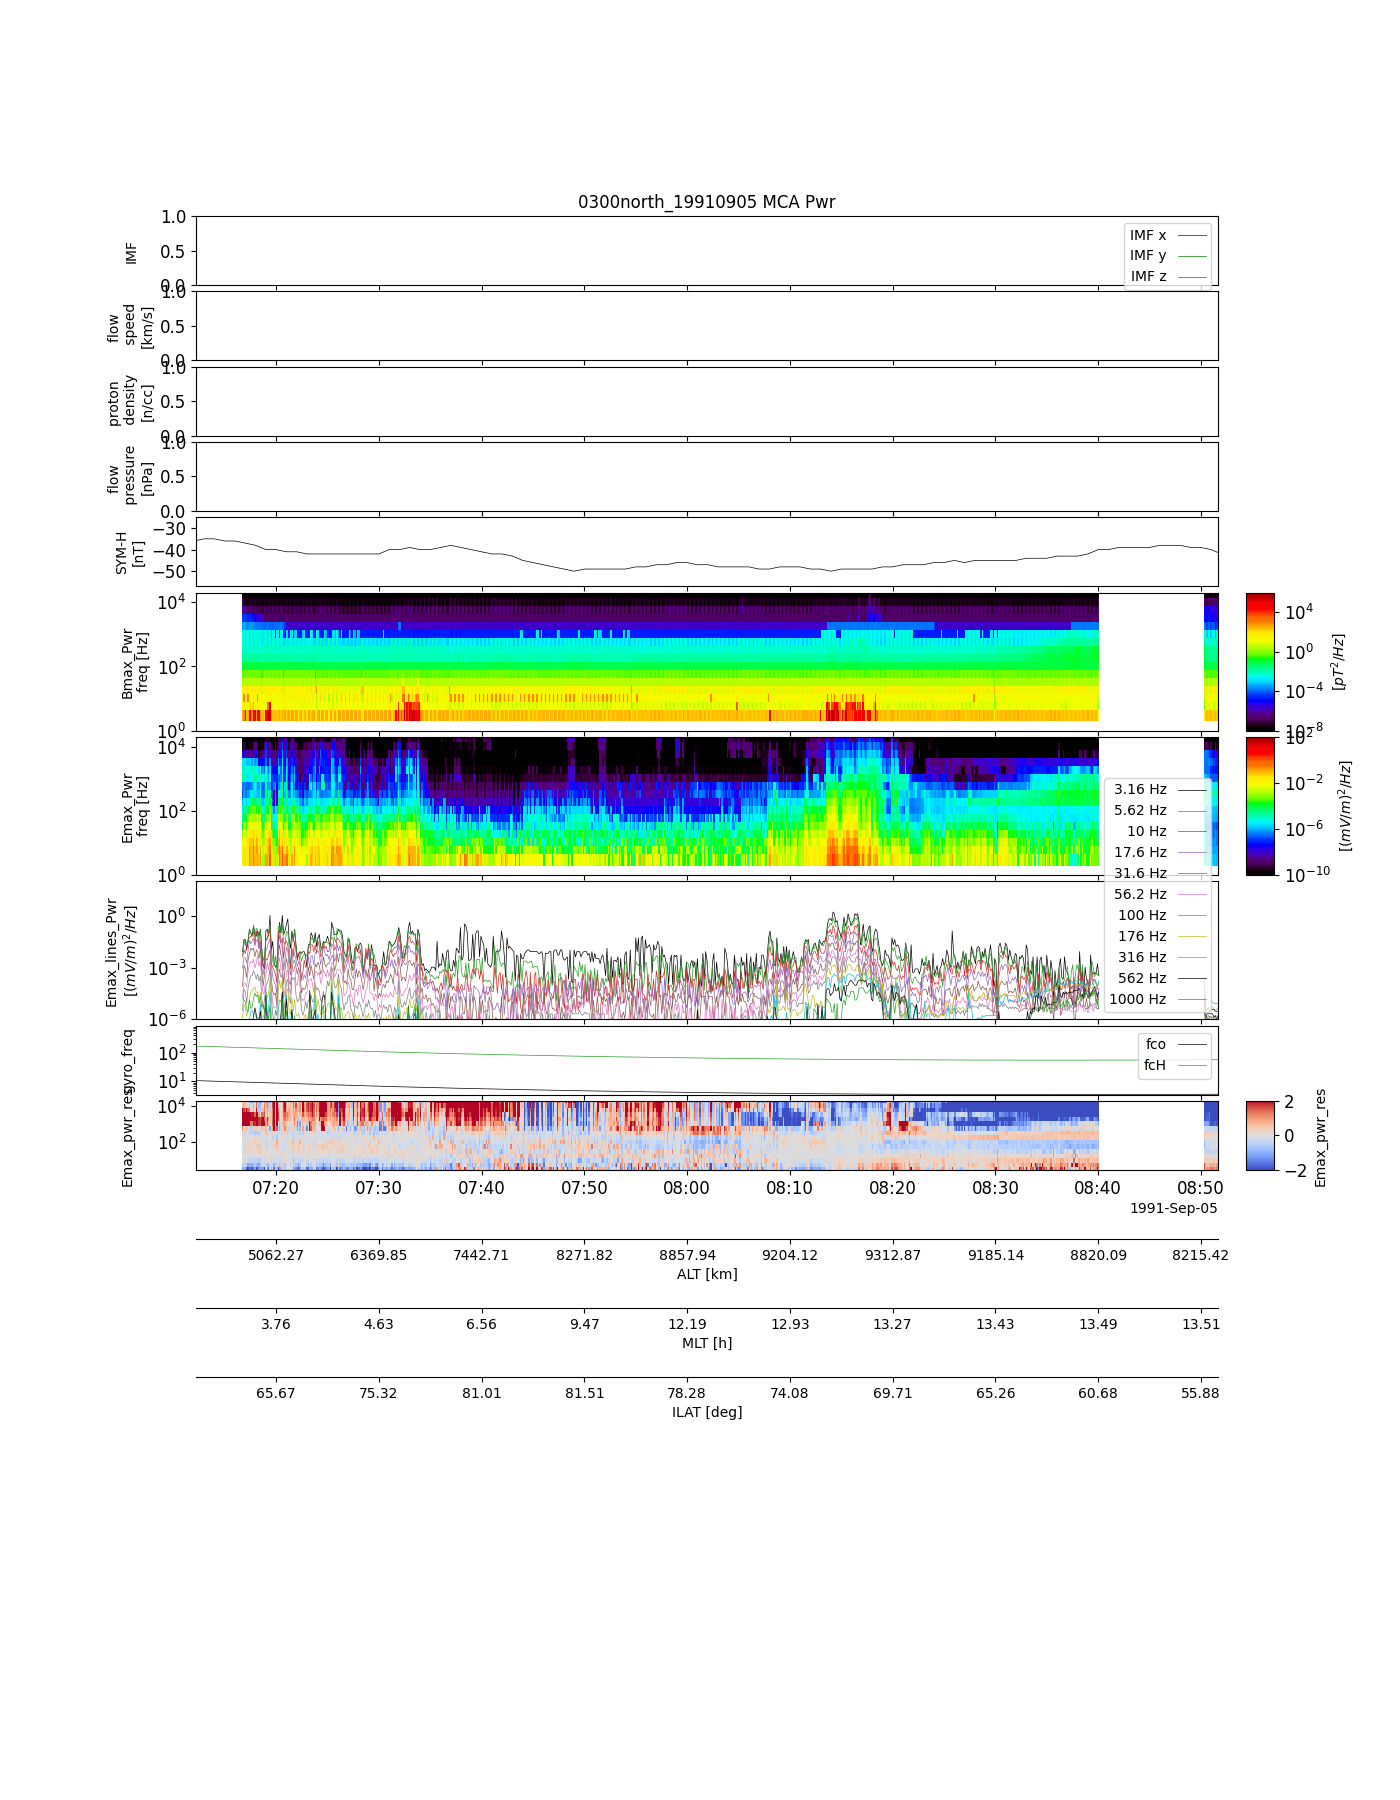 0300north_19910905 MCA Pwr
1.0
0.5
0.0
IMF
IMF x
IMF y
IMF z
1.0
0.5
0.0
flow
speed
[km/s]
1.0
0.5
0.0
proton
density
[n/cc]
1.0
0.5
0.0
flow
pressure
[nPa]
−30
−40
−50
SYM-H
[nT]
10^4
10^2
10^0
Bmax_Pwr
freq [Hz]
10^4
10^0
10^−4
10^−8
[pT^2/Hz]
10^4
10^2
10^0
Emax_Pwr
freq [Hz]
10^2
10^−2
10^−6
10^−10
[(mV/m)^2/Hz]
3.16 Hz
5.62 Hz
10 Hz
17.6 Hz
31.6 Hz
56.2 Hz
100 Hz
176 Hz
316 Hz
562 Hz
1000 Hz
10^0
10^−3
10^−6
Emax_lines_Pwr
[(mV/m)^2/Hz]
10^2
10^1
gyro_freq
fco
fcH
10^4
10^2
Emax_pwr_res
2
0
−2
Emax_pwr_res
07:20 07:30 07:40 07:50 08:00 08:10 08:20 08:30 08:40 08:50
1991-Sep-05
5062.27 6369.85 7442.71 8271.82 8857.94 9204.12 9312.87 9185.14 8820.09 8215.42
ALT [km]
3.76 4.63 6.56 9.47 12.19 12.93 13.27 13.43 13.49 13.51
MLT [h]
65.67 75.32 81.01 81.51 78.28 74.08 69.71 65.26 60.68 55.88
ILAT [deg]